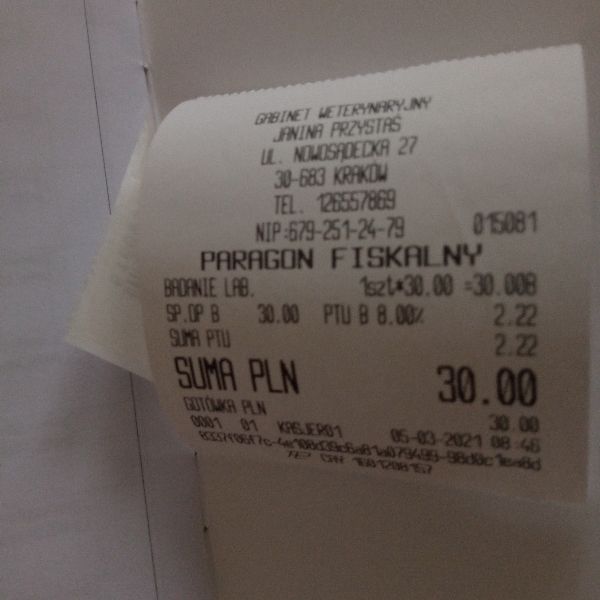 GABINET WETERYNARYJNY
JANINA PRZYSTAŚ
UL. NOWOSĄDECKA 27
30-683 KRAKÓW
TEL. 126557869
NIP:679-251-24-79 015081
PARAGON FISKALNY
BADANIE LAB. 1szt*30.00 =30.00B
SP.OP B 30.00 PTU B 8.00% 2.22
SUMA PTU 2.22
SUMA PLN 30.00
GOTÓWKA PLN 30.00
0001 01 KASJER01 05-03-2021 08:46
1601208157